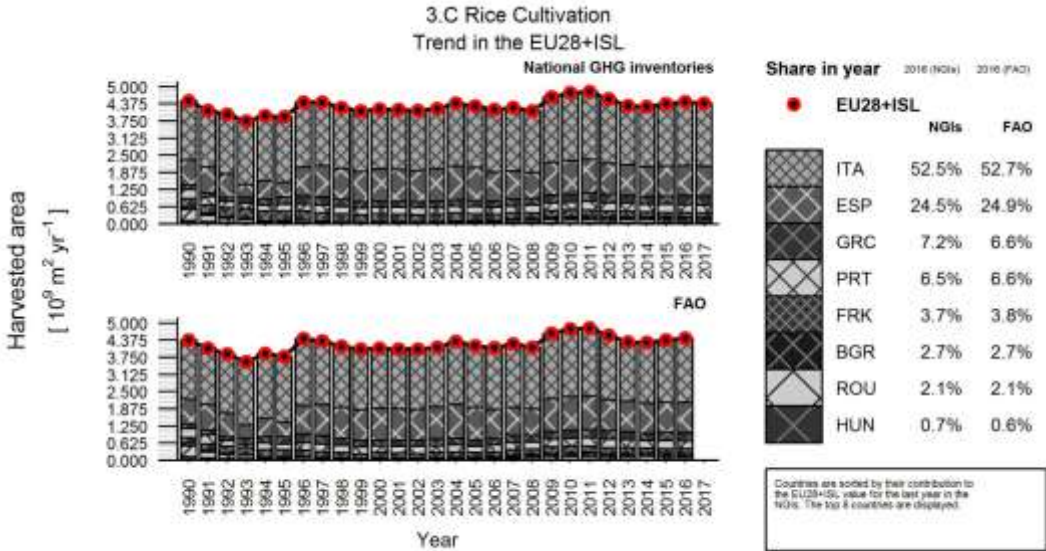 3.C Rice Cultivation
Trend in the EU28+ISL
National GHG inventories
Harvested area
[ 10⁹ m² yr⁻¹ ]
5.000
4.375
3.750
3.125
2.500
1.875
1.250
0.625
0.000
1990 1991 1992 1993 1994 1995 1996 1997 1998 1999 2000 2001 2002 2003 2004 2005 2006 2007 2008 2009 2010 2011 2012 2013 2014 2015 2016 2017
FAO
5.000
4.375
3.750
3.125
2.500
1.875
1.250
0.625
0.000
1990 1991 1992 1993 1994 1995 1996 1997 1998 1999 2000 2001 2002 2003 2004 2005 2006 2007 2008 2009 2010 2011 2012 2013 2014 2015 2016 2017
Year
Share in year 2016 (NGIs) 2016 (FAO)
EU28+ISL
NGIs FAO
ITA 52.5% 52.7%
ESP 24.5% 24.9%
GRC 7.2% 6.6%
PRT 6.5% 6.6%
FRK 3.7% 3.8%
BGR 2.7% 2.7%
ROU 2.1% 2.1%
HUN 0.7% 0.6%
Countries are sorted by their contribution to
the EU28+ISL value for the last year in the
NGIs. The top 8 countries are displayed.